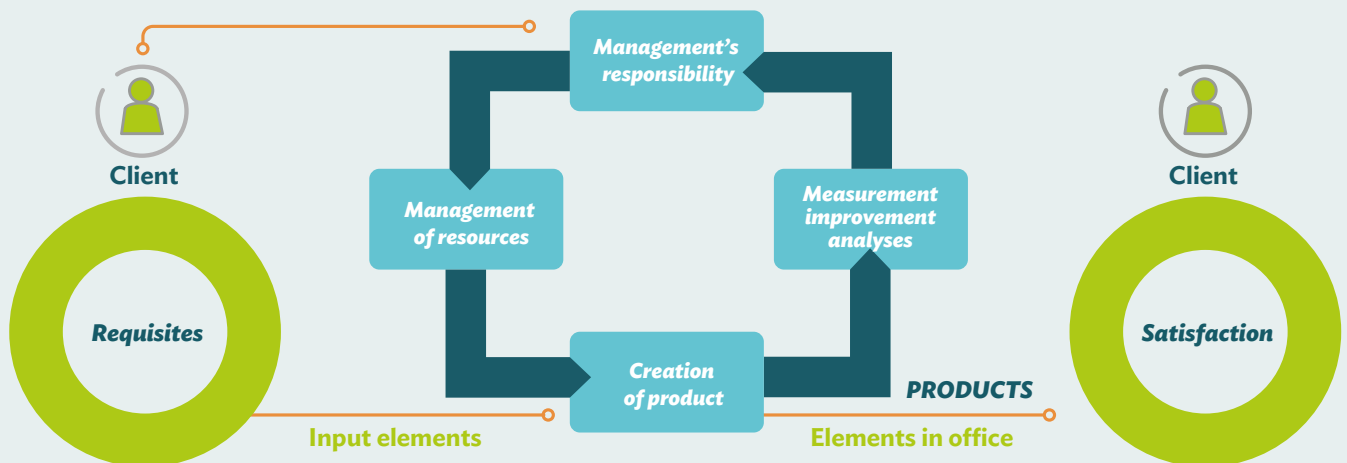 Management's
responsibility
Client
Client
Management
of resources
Measurement
improvement
analyses
Requisites
Satisfaction
Creation
of product
PRODUCTS
Input elements
Elements in office